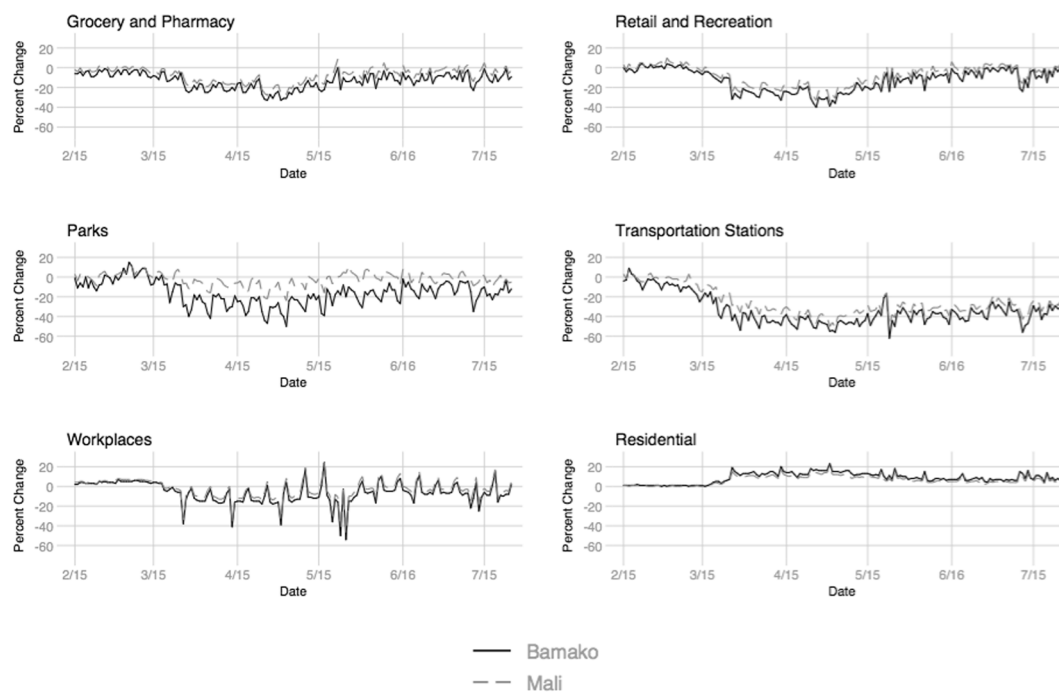 Grocery and Pharmacy
Percent Change
20
0
-20
-40
-60
2/15 3/15 4/15 5/15 6/16 7/15
Date
Retail and Recreation
Percent Change
20
0
-20
-40
-60
2/15 3/15 4/15 5/15 6/16 7/15
Date
Parks
Percent Change
20
0
-20
-40
-60
2/15 3/15 4/15 5/15 6/16 7/15
Date
Transportation Stations
Percent Change
20
0
-20
-40
-60
2/15 3/15 4/15 5/15 6/16 7/15
Date
Workplaces
Percent Change
20
0
-20
-40
-60
2/15 3/15 4/15 5/15 6/16 7/15
Date
Residential
Percent Change
20
0
-20
-40
-60
2/15 3/15 4/15 5/15 6/16 7/15
Date
Bamako
Mali